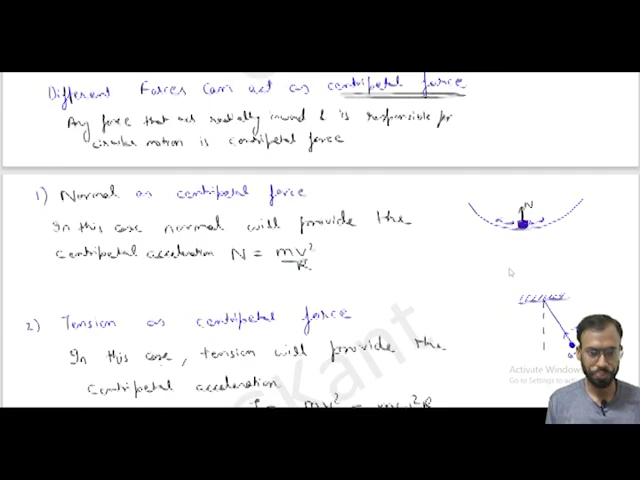 Different Forces can act as centripetal force
Any force that act radially inward & is responsible for
circular motion is centripetal force
1) Normal as centripetal force
In this case normal will provide the
centripetal acceleration N = mv²/R
N
2) Tension as centripetal force
In this case, tension will provide the
centripetal acceleration
Activate Windows
Go to Settings to
Kant